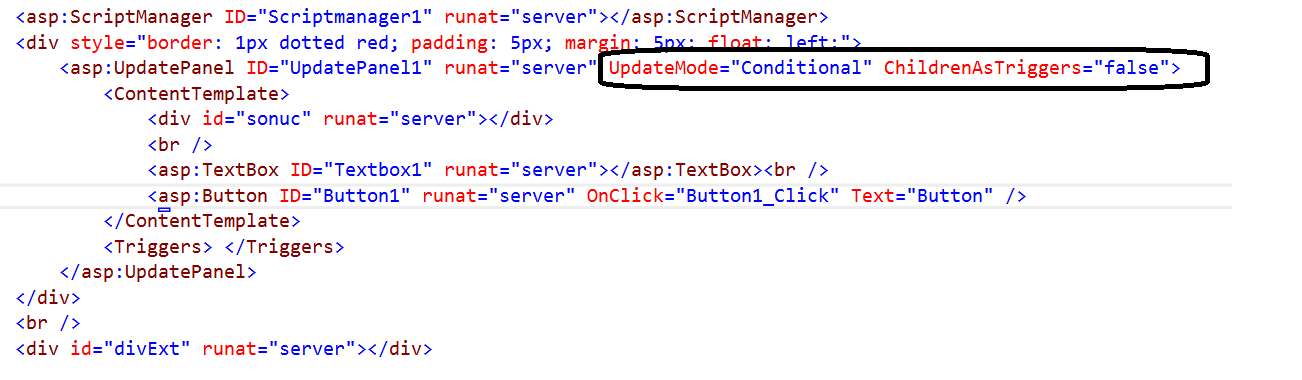 <asp:ScriptManager ID="Scriptmanager1" runat="server"></asp:ScriptManager>
<div style="border: 1px dotted red; padding: 5px; margin: 5px; float: left;">
<asp:UpdatePanel ID="UpdatePanel1" runat="server" UpdateMode="Conditional" ChildrenAsTriggers="false">
<ContentTemplate>
<div id="sonuc" runat="server"></div>
<br />
<asp:TextBox ID="Textbox1" runat="server"></asp:TextBox><br />
<asp:Button ID="Button1" runat="server" OnClick="Button1_Click" Text="Button" />
</ContentTemplate>
<Triggers> </Triggers>
</asp:UpdatePanel>
</div>
<br />
<div id="divExt" runat="server"></div>